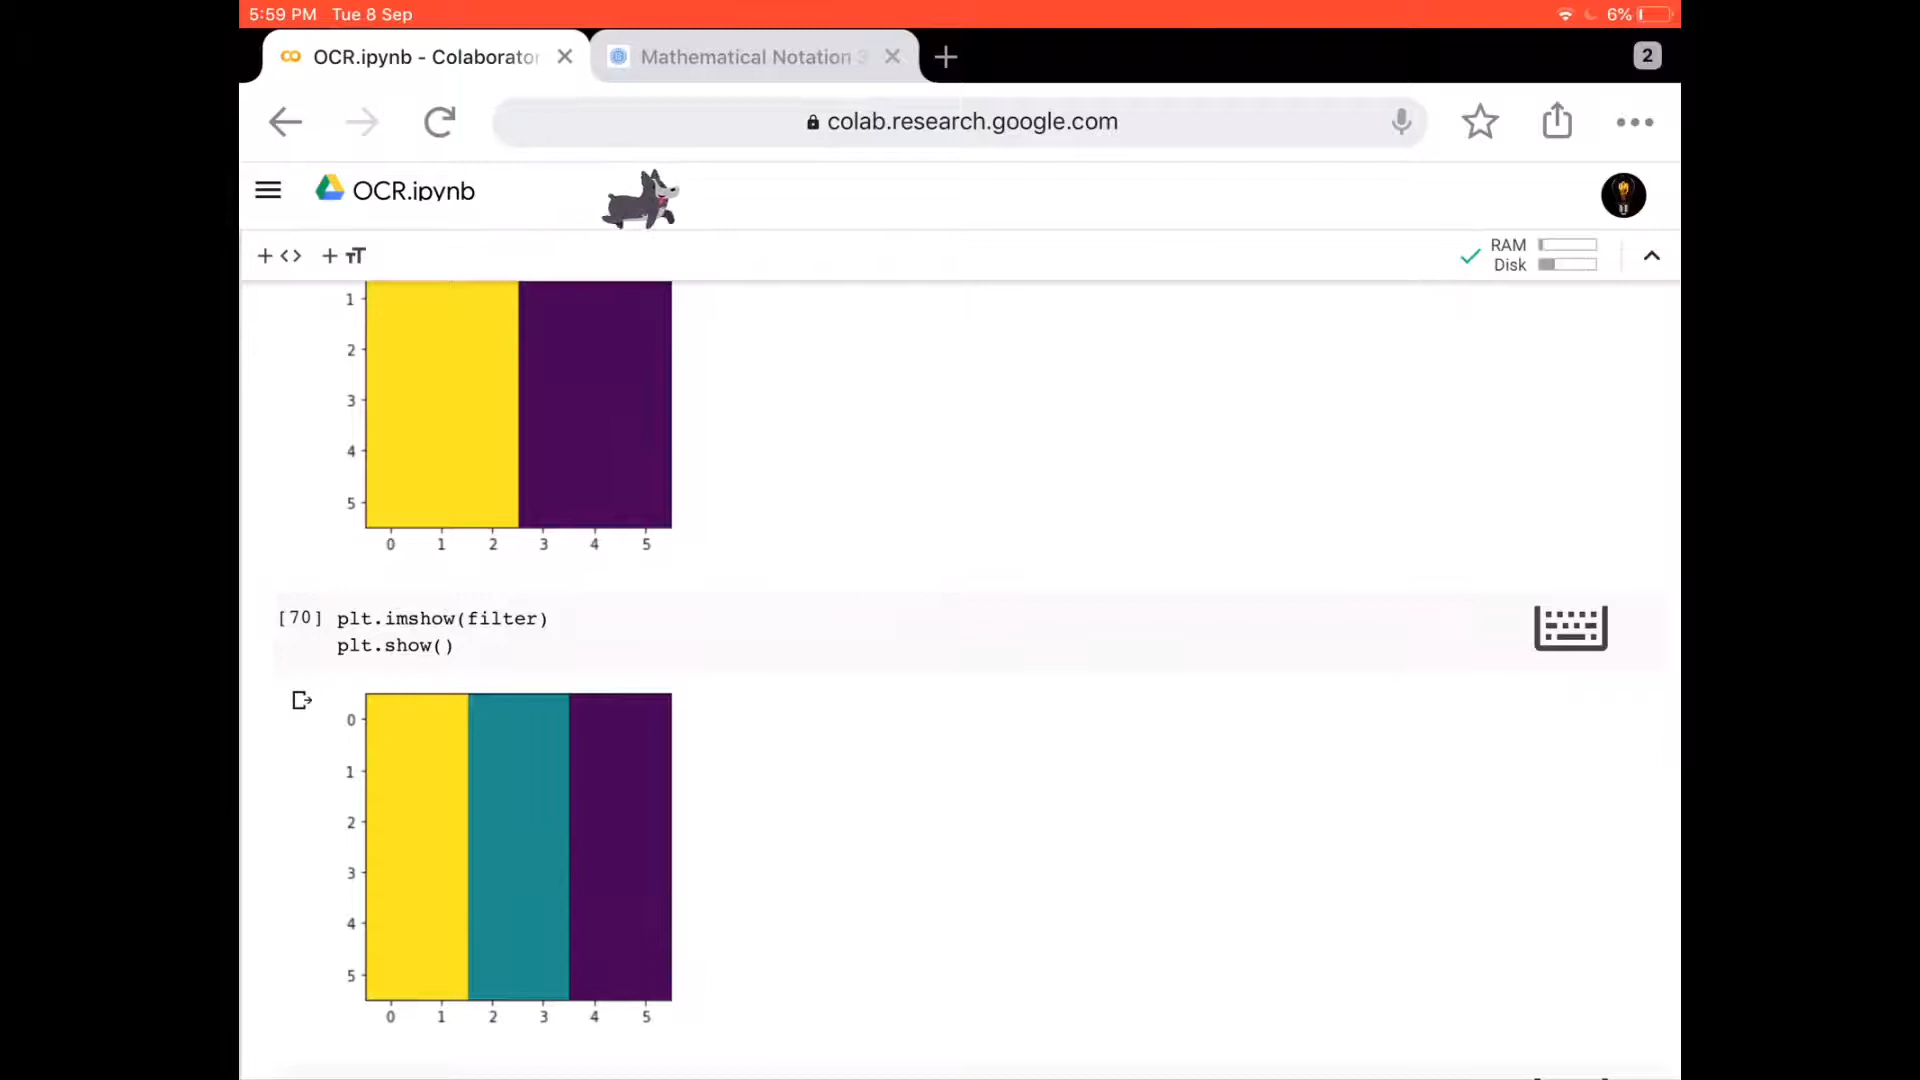 5:59 PM Tue 8 Sep 6%
OCR.ipynb - Colaborato Mathematical Notation 2
colab.research.google.com
OCR.ipynb
RAM
Disk
1
2
3
4
5
0 1 2 3 4 5
[70] plt.imshow(filter)
plt.show()
0
1
2
3
4
5
0 1 2 3 4 5